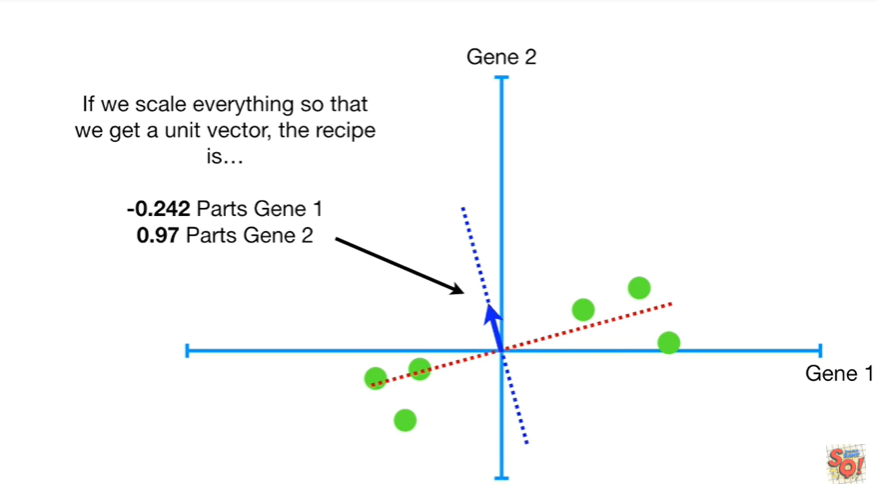 Gene 2
If we scale everything so that
we get a unit vector, the recipe
is…
-0.242 Parts Gene 1
0.97 Parts Gene 2
Gene 1
SQ!